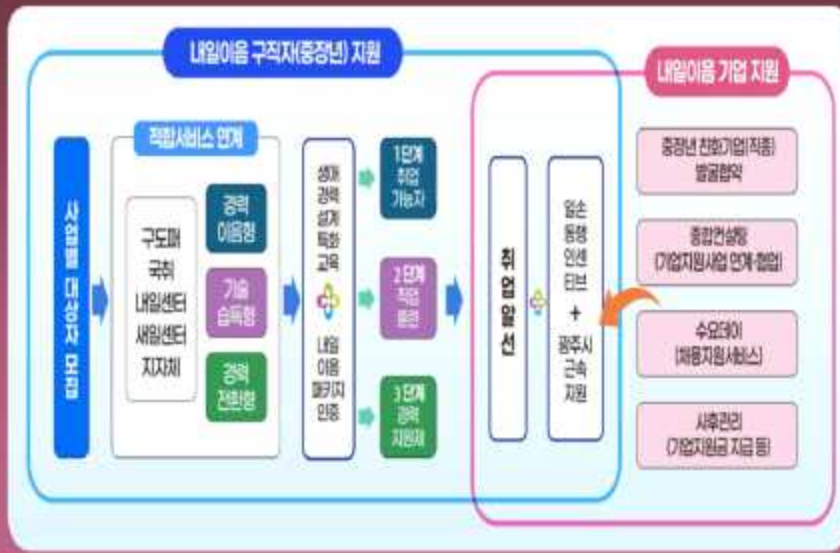 내일이음 구직자(중장년) 지원
내일이음 기업 지원
사업별 대상자 모집
적합서비스 연계
구도패
국취
내일센터
새일센터
지자체
경력
이음형
기술
습득형
경력
전환형
생애
경력
설계
특화
교육
내일
이음
패키지
인증
1단계
취업
가능자
2단계
직업
훈련
3단계
경력
지원제
취업알선
일손
동행
인센
티브
+
광주시
근속
지원
중장년 친화기업(직종)
발굴협약
종합컨설팅
(기업지원사업 연계·협업)
수요데이
(채용지원서비스)
사후관리
(기업지원금 지급 등)